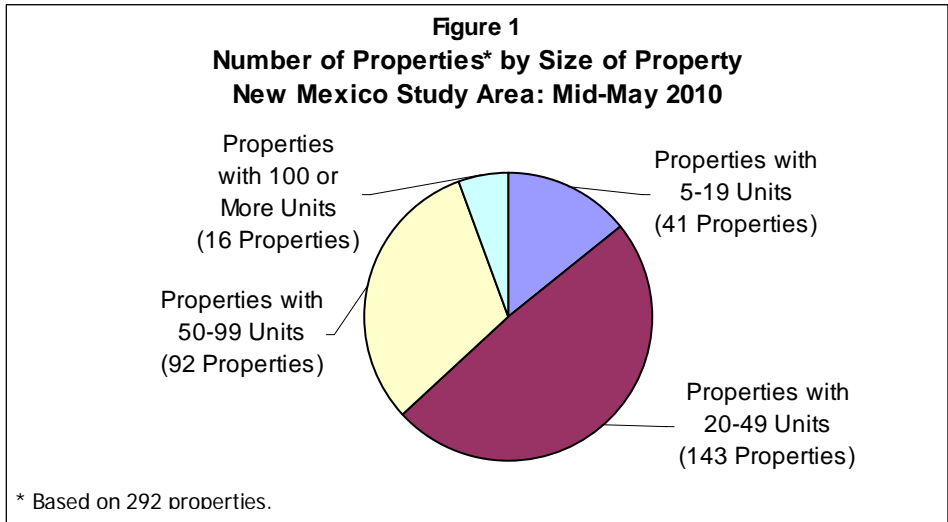 Figure 1
Number of Properties* by Size of Property
New Mexico Study Area: Mid-May 2010
Properties
with 100 or
More Units
(16 Properties)
Properties with
5-19 Units
(41 Properties)
Properties with
50-99 Units
(92 Properties)
Properties with
20-49 Units
(143 Properties)
* Based on 292 properties.